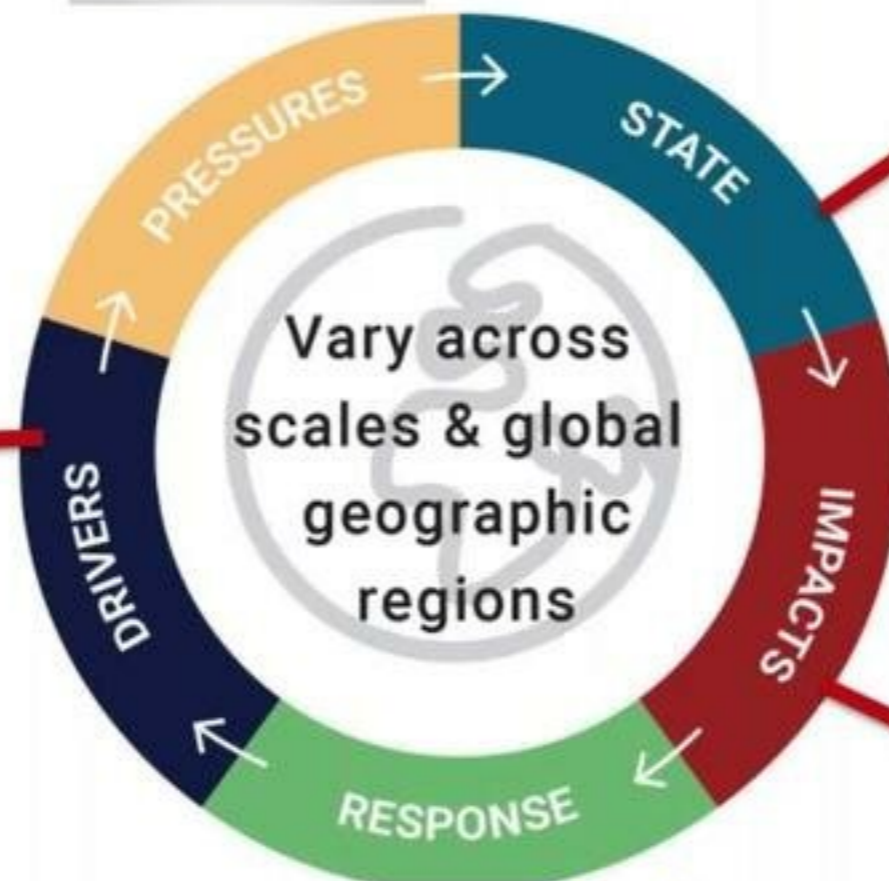 PRESSURES
STATE
Vary across
scales & global
geographic
regions
DRIVERS
IMPACTS
RESPONSE